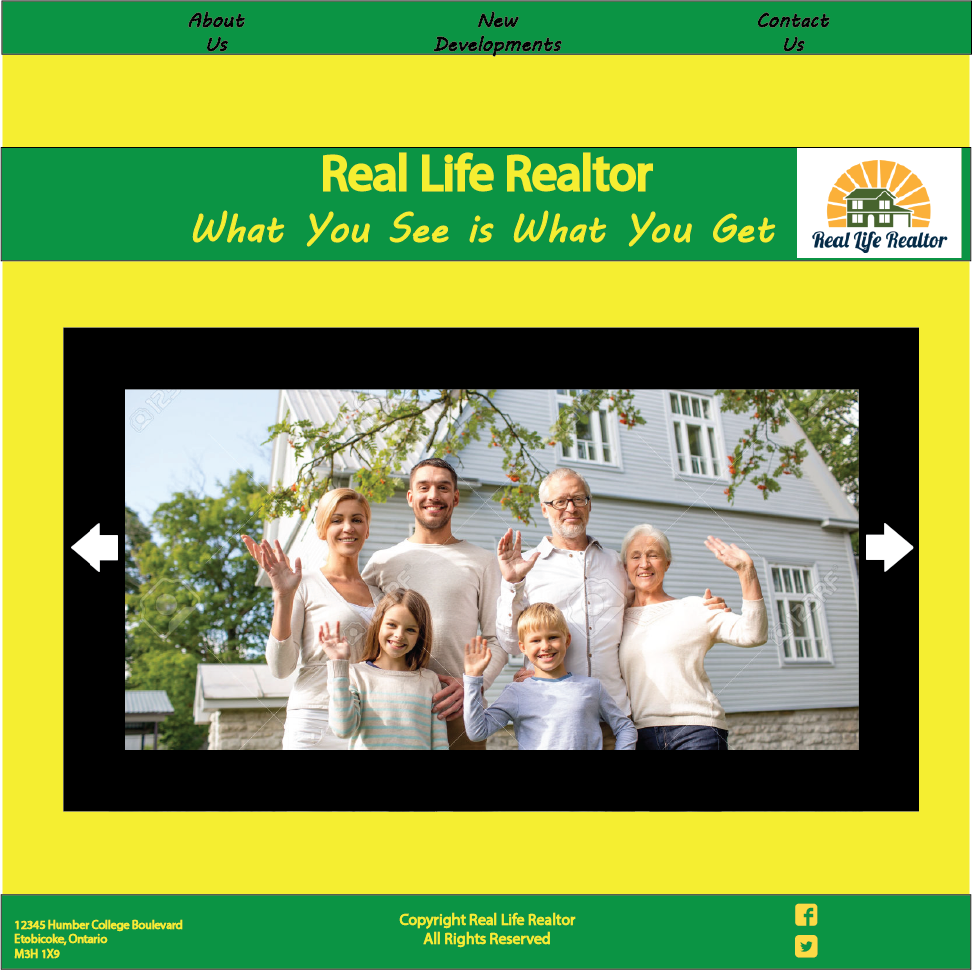 About New Contact
Us Developments Us
Real Life Realtor
What You See is What You Get
Real Life Realtor
12345 Humber College Boulevard
Etobicoke, Ontario
M3H 1X9
Copyright Real Life Realtor
All Rights Reserved